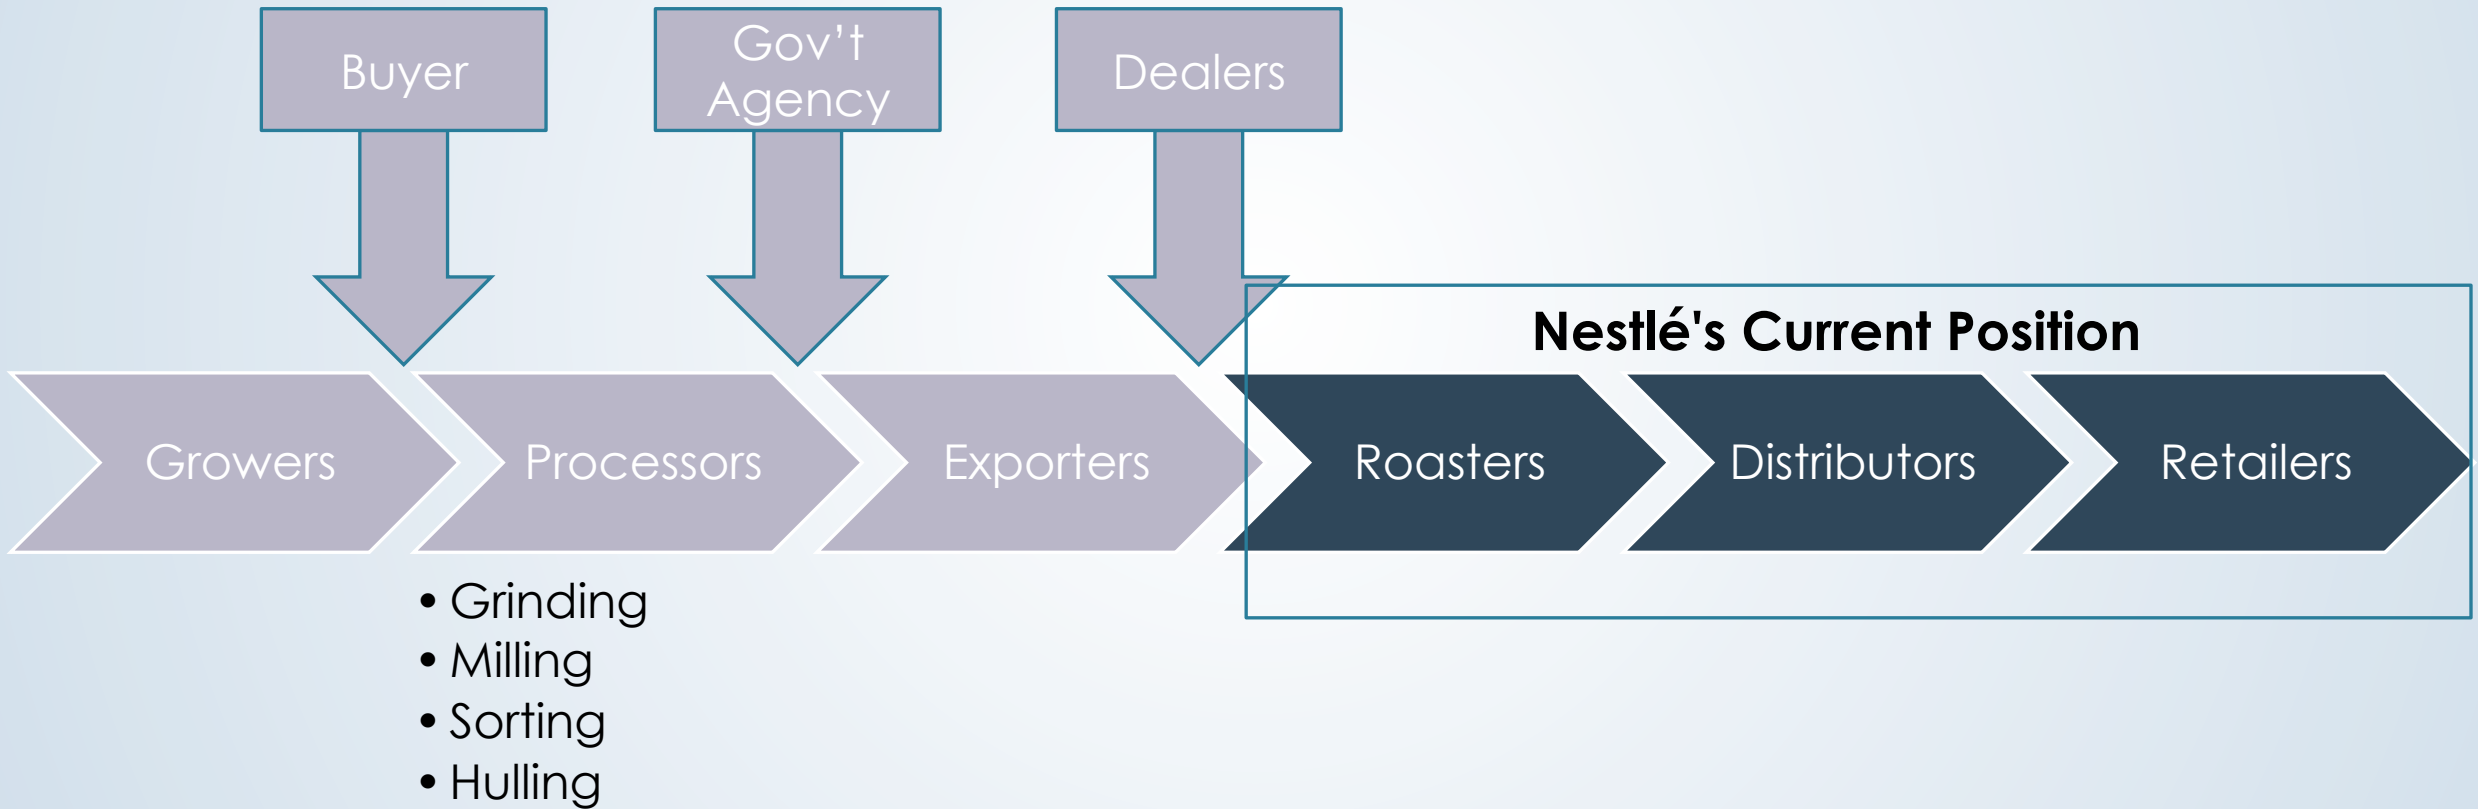 Buyer
Gov't
Agency
Dealers
Nestlé's Current Position
Growers
Processors
Exporters
Roasters
Distributors
Retailers
• Grinding
• Milling
• Sorting
• Hulling